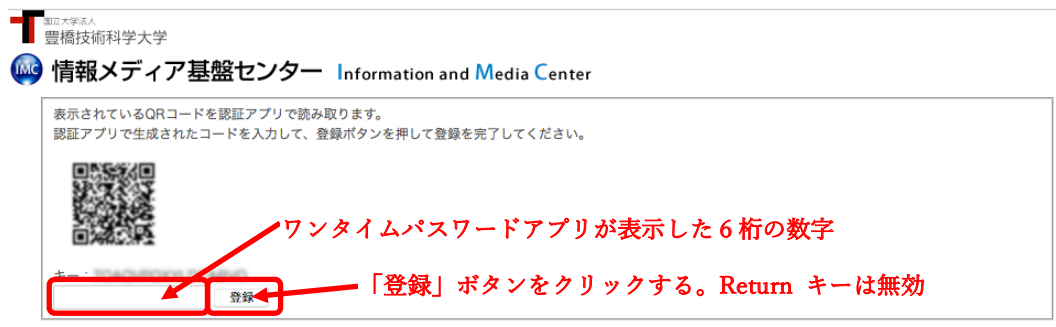 国立大学法人
豊橋技術科学大学
IMC 情報メディア基盤センター Information and Media Center
表示されているQRコードを認証アプリで読み取ります。
認証アプリで生成されたコードを入力して、登録ボタンを押して登録を完了してください。
ワンタイムパスワードアプリが表示した6桁の数字
キー:
登録
「登録」ボタンをクリックする。Return キーは無効